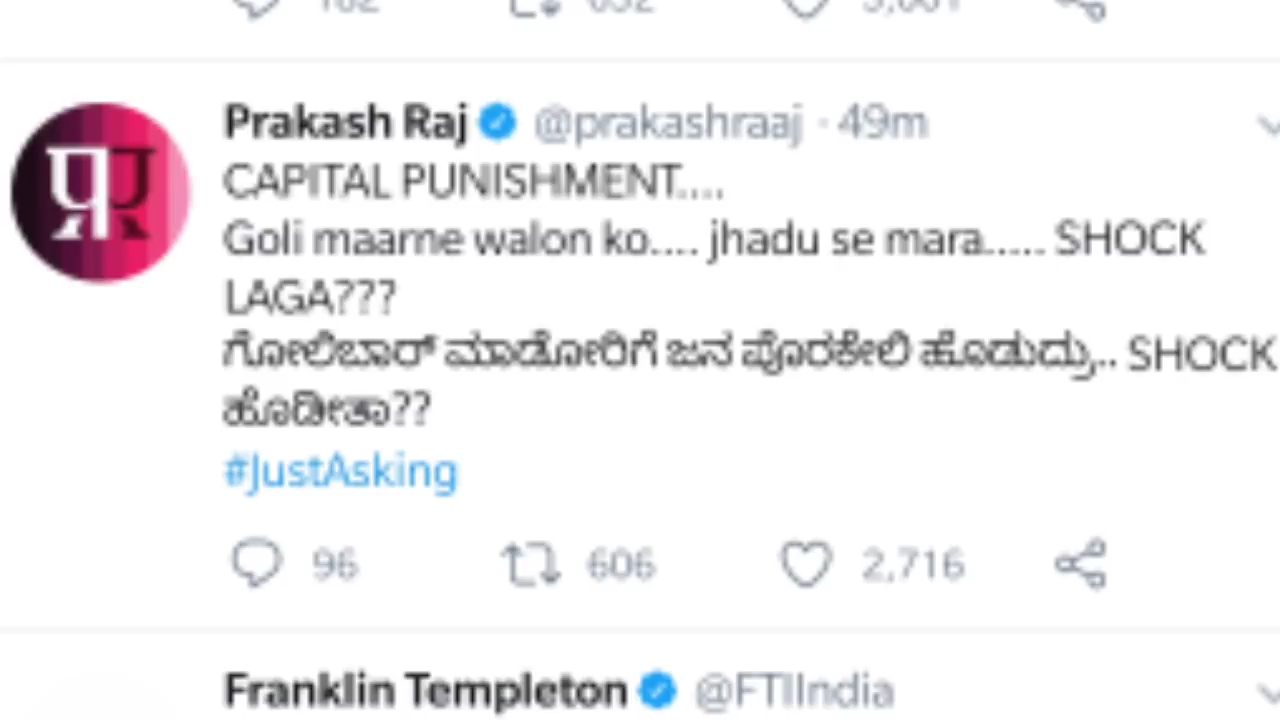 Prakash Raj @prakashraaj · 49m
CAPITAL PUNISHMENT....
Goli maarne walon ko.... jhadu se mara..... SHOCK
LAGA???
ಗೋಲಿಬಾರ್ ಮಾಡೋರಿಗೆ ಜನ ಪೊರಕೇಲಿ ಹೊಡುದ್ರು.. SHOCK
ಹೊಡೀತಾ??
#JustAsking
96 606 2,716
Franklin Templeton @FTIIndia